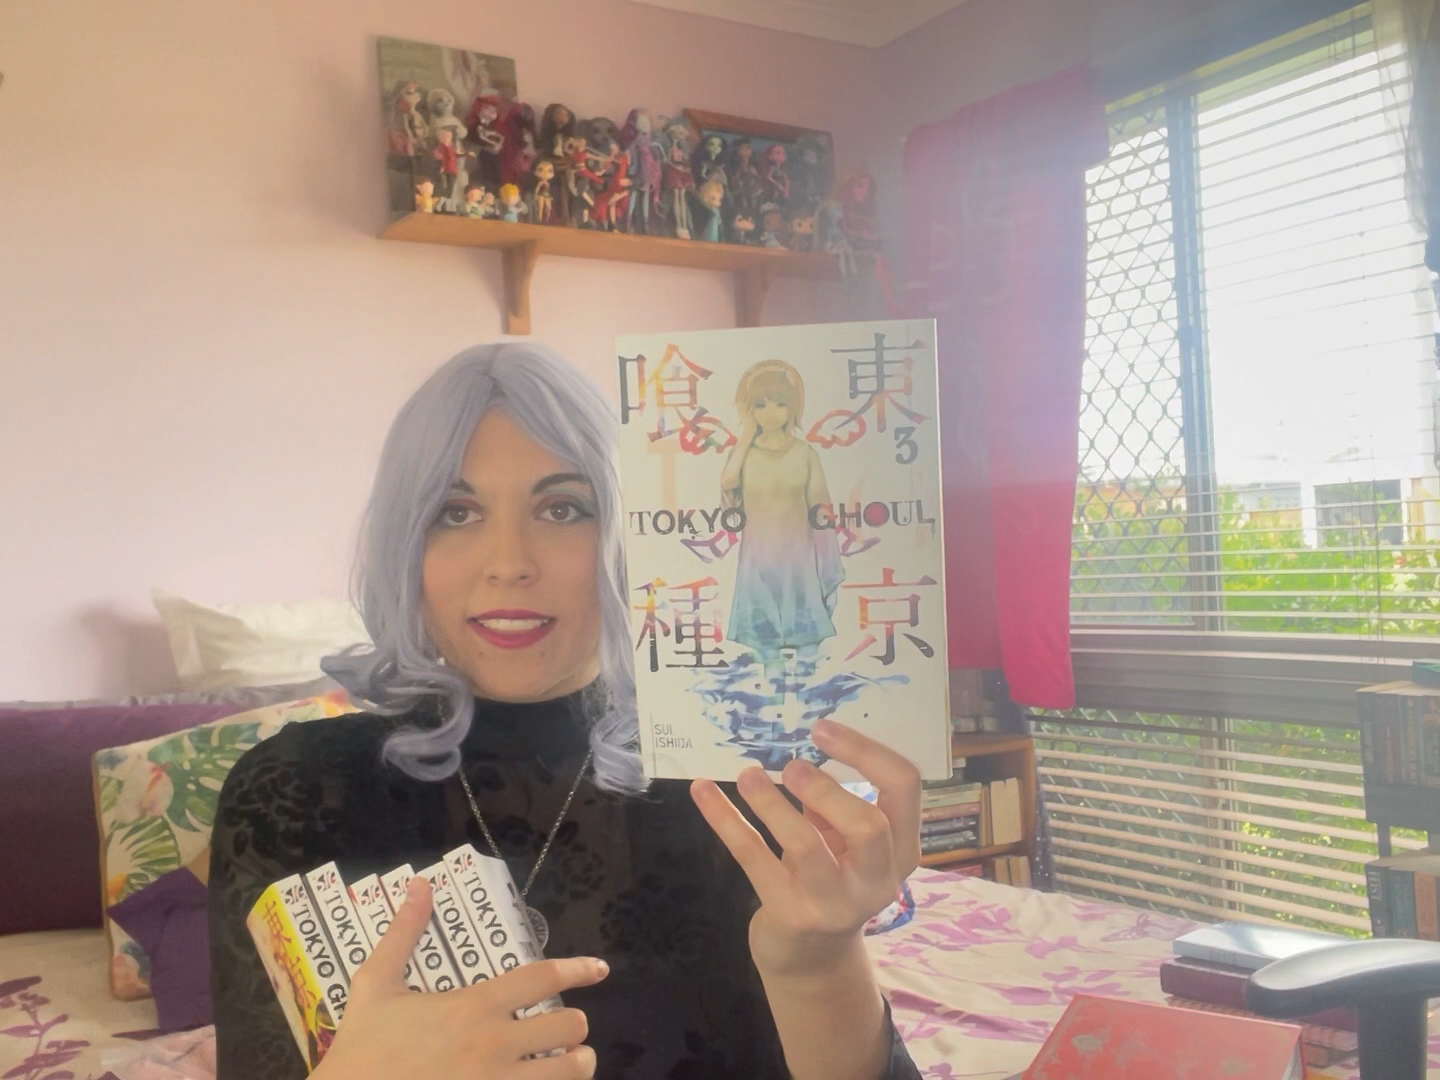 喰 東
3
TOKYO GHOUL
種 京
SUI
ISHIDA
TOKYO GH
TOKYO
TOKYO
TOKYO G
TOKYO G
TOKYO G